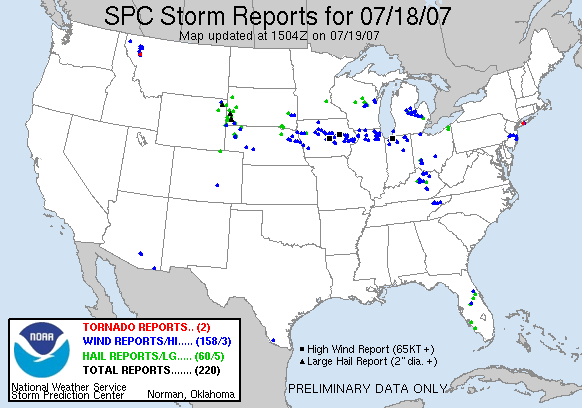 SPC Storm Reports for 07/18/07
Map updated at 1504Z on 07/19/07
NOAA
TORNADO REPORTS.. (2)
WIND REPORTS/HI..... (158/3)
HAIL REPORTS/LG..... (60/5)
TOTAL REPORTS....... (220)
National Weather Service
Storm Prediction Center Norman, Oklahoma
High Wind Report (65KT +)
Large Hail Report (2" dia. +)
PRELIMINARY DATA ONLY